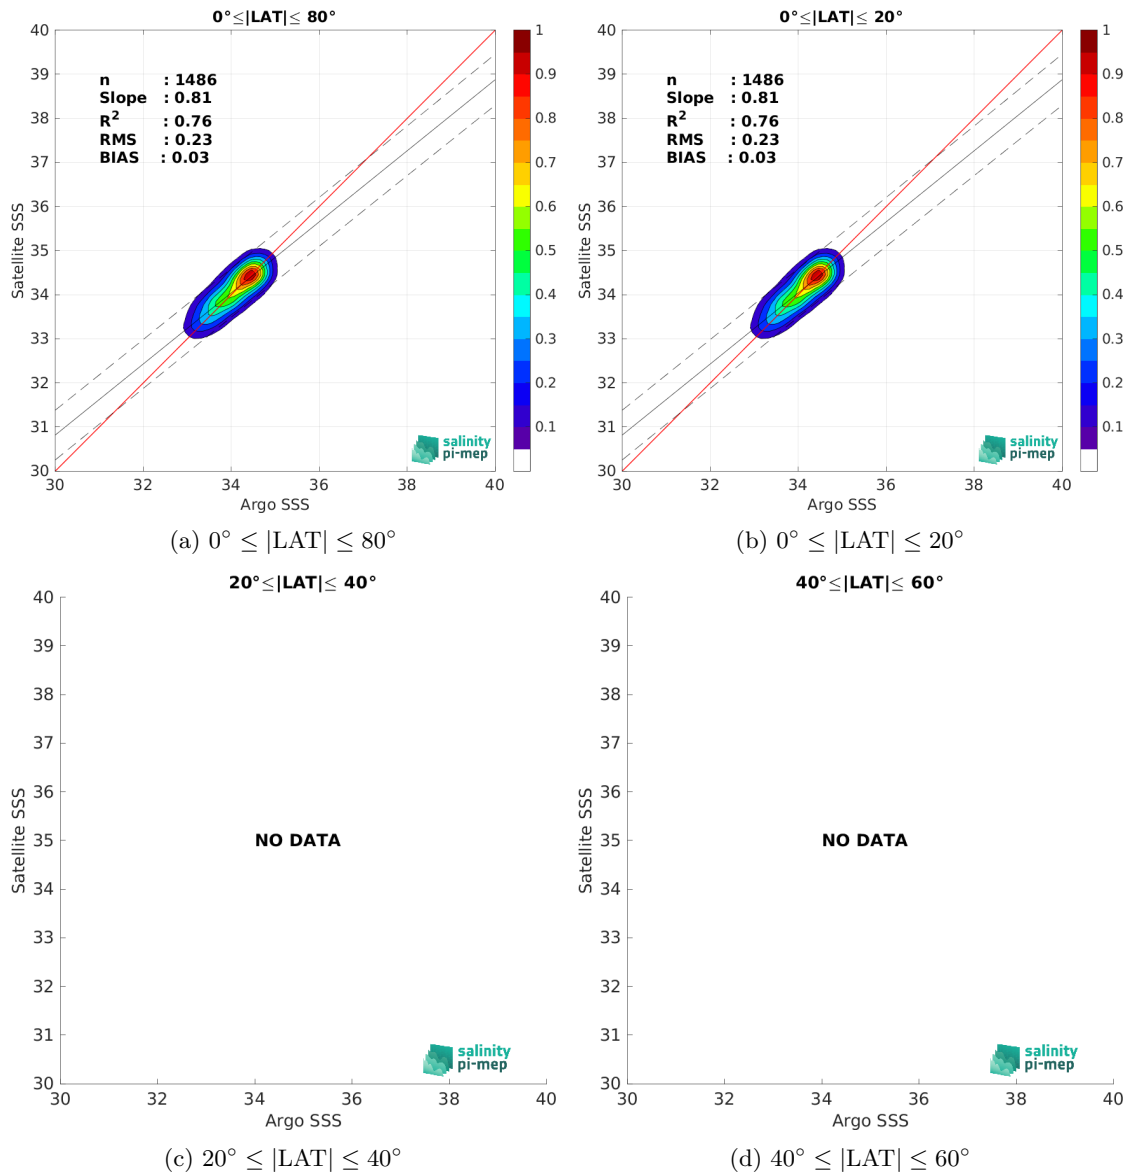 0°≤|LAT|≤ 80°
40
39
38
37
36
35
34
33
32
31
30
Satellite SSS
n : 1486
Slope : 0.81
R² : 0.76
RMS : 0.23
BIAS : 0.03
salinity
pi-mep
30 32 34 36 38 40
Argo SSS
1
0.9
0.8
0.7
0.6
0.5
0.4
0.3
0.2
0.1
(a) 0° ≤ |LAT| ≤ 80°
0°≤|LAT|≤ 20°
40
39
38
37
36
35
34
33
32
31
30
Satellite SSS
n : 1486
Slope : 0.81
R² : 0.76
RMS : 0.23
BIAS : 0.03
salinity
pi-mep
30 32 34 36 38 40
Argo SSS
1
0.9
0.8
0.7
0.6
0.5
0.4
0.3
0.2
0.1
(b) 0° ≤ |LAT| ≤ 20°
20°≤|LAT|≤ 40°
40
39
38
37
36
35
34
33
32
31
30
Satellite SSS
NO DATA
salinity
pi-mep
30 32 34 36 38 40
Argo SSS
(c) 20° ≤ |LAT| ≤ 40°
40°≤|LAT|≤ 60°
40
39
38
37
36
35
34
33
32
31
30
Satellite SSS
NO DATA
salinity
pi-mep
30 32 34 36 38 40
Argo SSS
(d) 40° ≤ |LAT| ≤ 60°